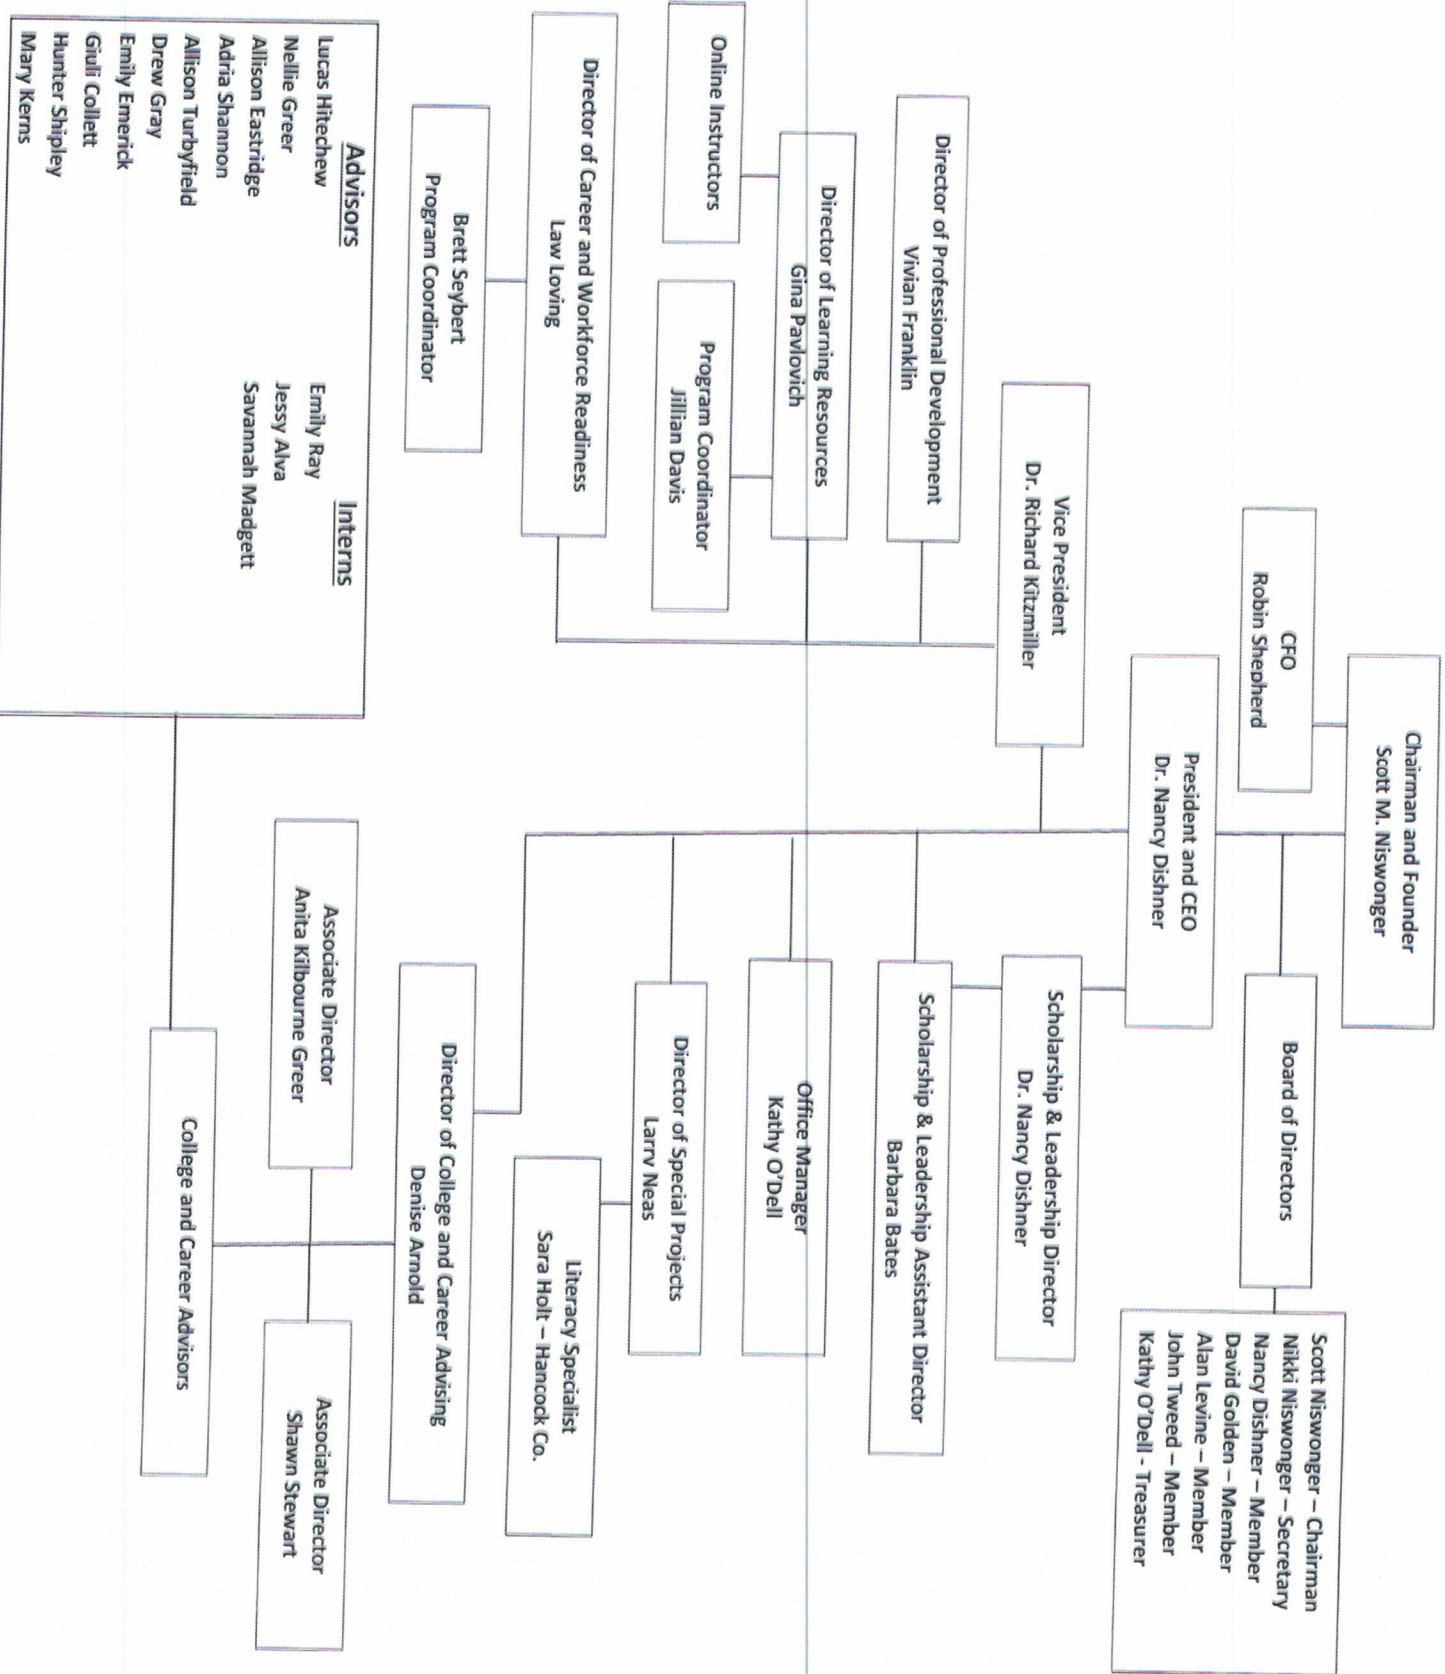 Chairman and Founder
Scott M. Niswonger
CFO
Robin Shepherd
Board of Directors
Scott Niswonger – Chairman
Nikki Niswonger – Secretary
Nancy Dishner – Member
David Golden – Member
Alan Levine – Member
John Tweed – Member
Kathy O'Dell - Treasurer
President and CEO
Dr. Nancy Dishner
Vice President
Dr. Richard Kitzmiller
Scholarship & Leadership Director
Dr. Nancy Dishner
Director of Professional Development
Vivian Franklin
Scholarship & Leadership Assistant Director
Barbara Bates
Director of Learning Resources
Gina Pavlovich
Office Manager
Kathy O'Dell
Online Instructors
Program Coordinator
Jillian Davis
Director of Special Projects
Larry Neas
Director of Career and Workforce Readiness
Law Loving
Literacy Specialist
Sara Holt – Hancock Co.
Brett Seybert
Program Coordinator
Director of College and Career Advising
Denise Arnold
Associate Director
Anita Kilbourne Greer
Associate Director
Shawn Stewart
College and Career Advisors
Advisors
Lucas Hitechew
Nellie Greer
Allison Eastridge
Adria Shannon
Allison Turbyfield
Drew Gray
Emily Emerick
Giuli Collett
Hunter Shipley
Mary Kerns
Interns
Emily Ray
Jessy Alva
Savannah Madgett